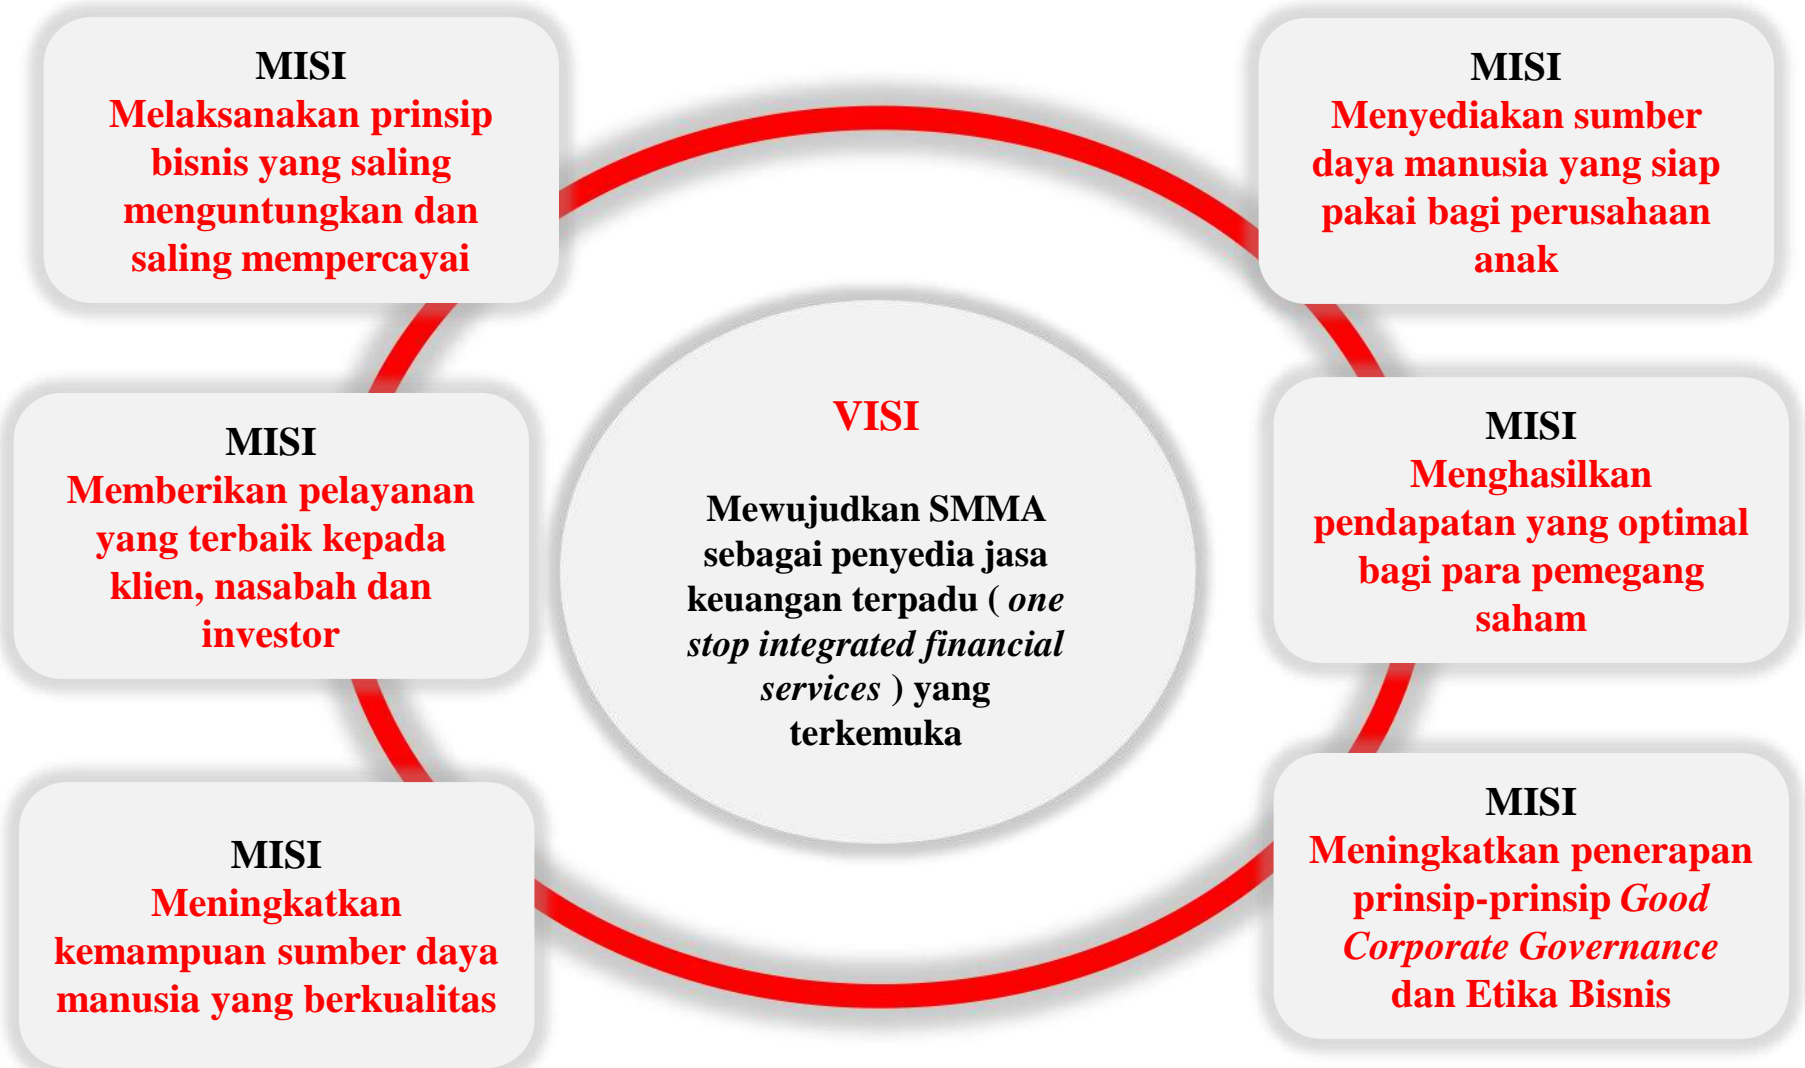 MISI
Melaksanakan prinsip
bisnis yang saling
menguntungkan dan
saling mempercayai
MISI
Memberikan pelayanan
yang terbaik kepada
klien, nasabah dan
investor
MISI
Meningkatkan
kemampuan sumber daya
manusia yang berkualitas
VISI
Mewujudkan SMMA
sebagai penyedia jasa
keuangan terpadu ( one
stop integrated financial
services ) yang
terkemuka
MISI
Menyediakan sumber
daya manusia yang siap
pakai bagi perusahaan
anak
MISI
Menghasilkan
pendapatan yang optimal
bagi para pemegang
saham
MISI
Meningkatkan penerapan
prinsip-prinsip Good
Corporate Governance
dan Etika Bisnis